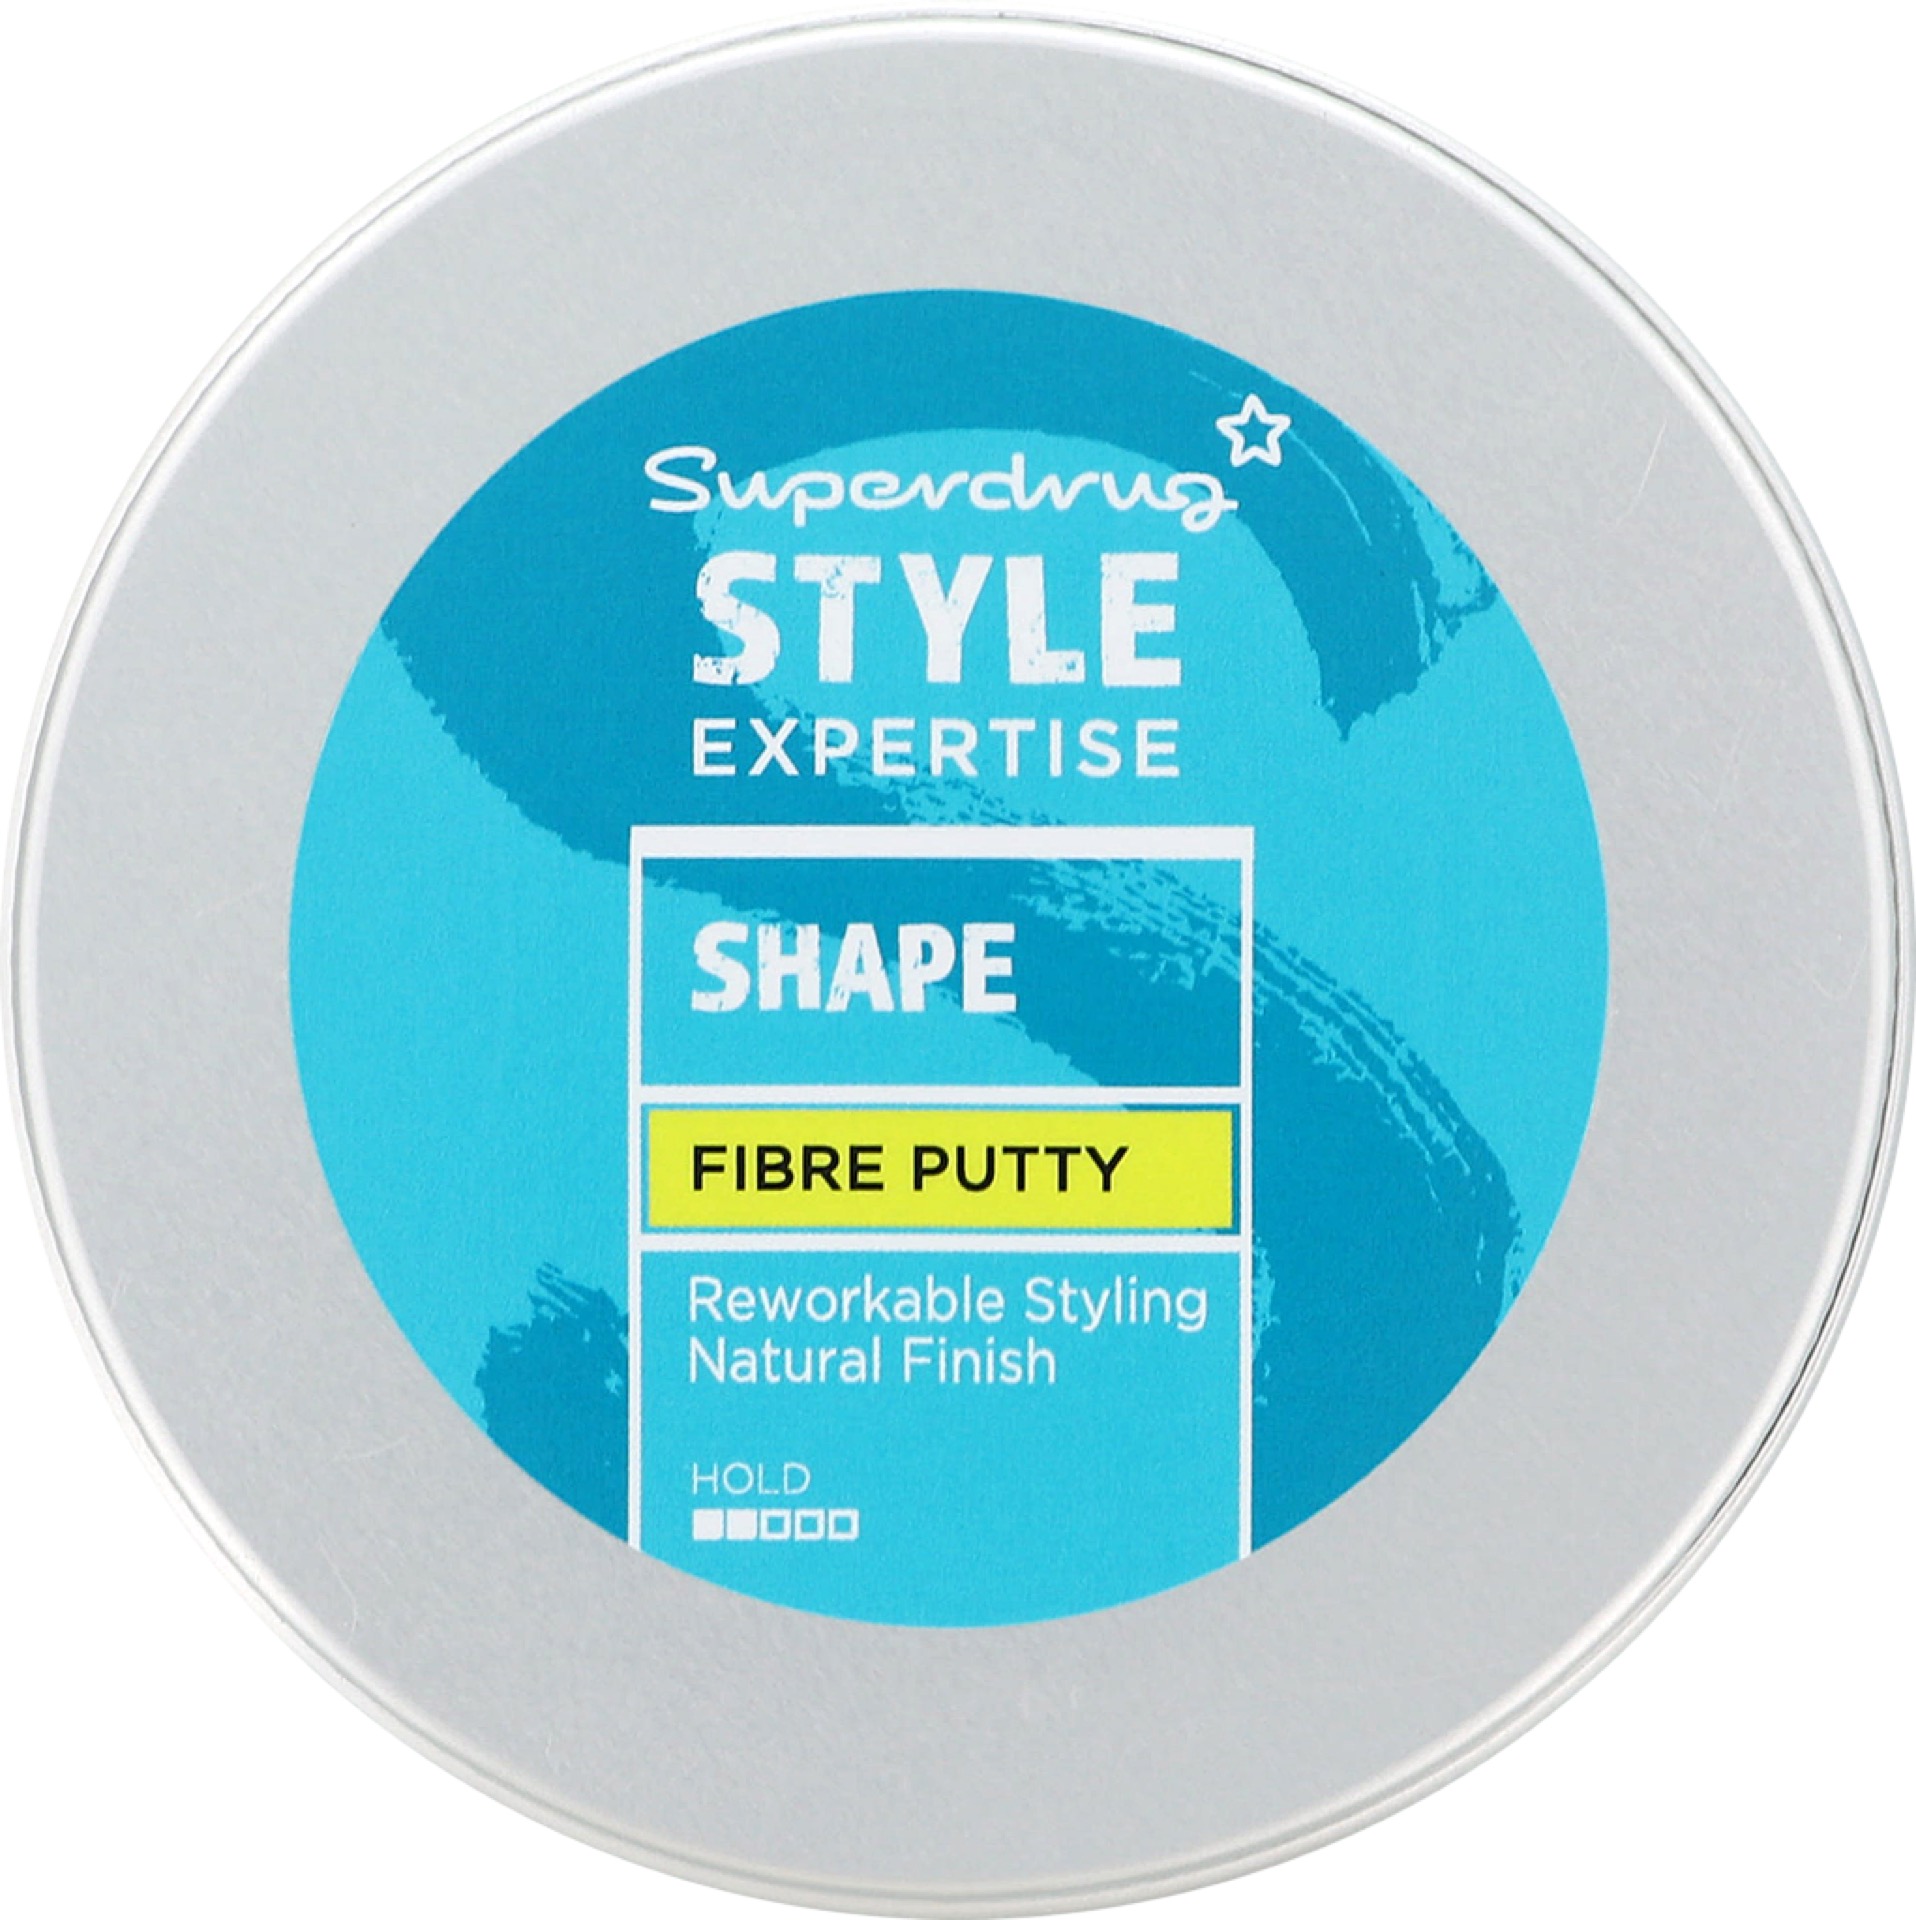 Superdrug
STYLE
EXPERTISE
SHAPE
FIBRE PUTTY
Reworkable Styling
Natural Finish
HOLD